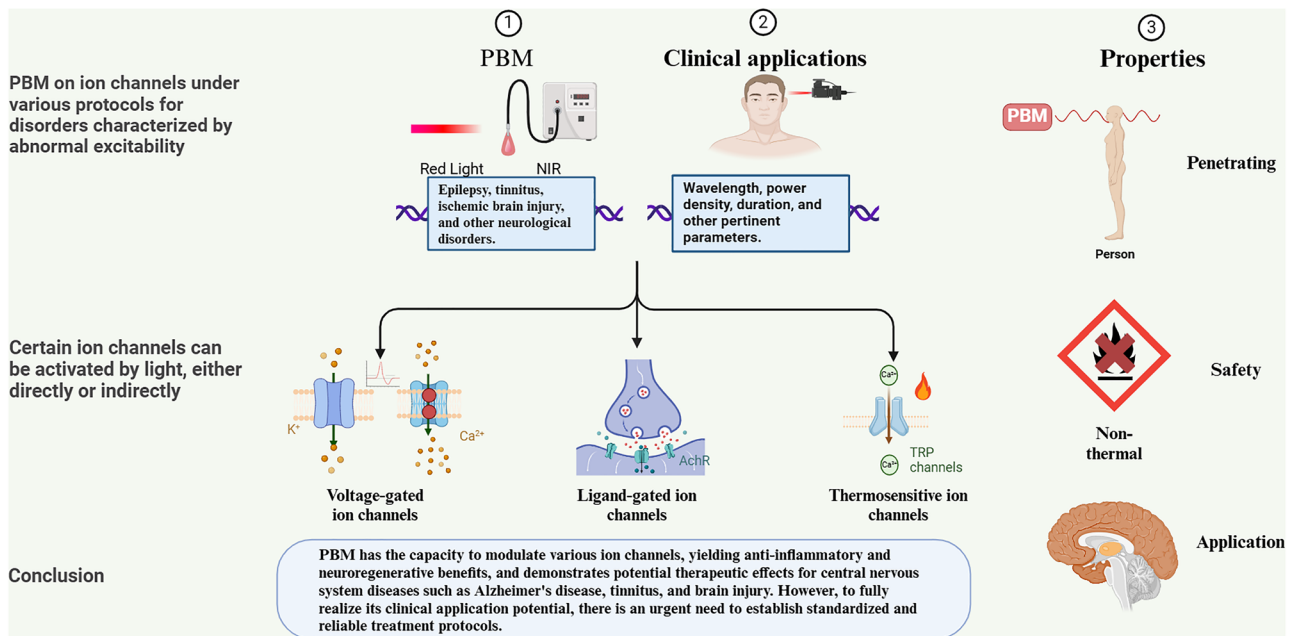 1
PBM
2
Clinical applications
3
Properties
PBM on ion channels under
various protocols for
disorders characterized by
abnormal excitability
Red Light
NIR
Epilepsy, tinnitus,
ischemic brain injury,
and other neurological
disorders.
Wavelength, power
density, duration, and
other pertinent
parameters.
PBM
Penetrating
Person
Certain ion channels can
be activated by light, either
directly or indirectly
K⁺
Ca²⁺
Voltage-gated
ion channels
AchR
Ligand-gated ion
channels
Ca²⁺
Ca²⁺
TRP
channels
Thermosensitive ion
channels
Safety
Non-
thermal
Application
Conclusion
PBM has the capacity to modulate various ion channels, yielding anti-inflammatory and
neuroregenerative benefits, and demonstrates potential therapeutic effects for central nervous
system diseases such as Alzheimer's disease, tinnitus, and brain injury. However, to fully
realize its clinical application potential, there is an urgent need to establish standardized and
reliable treatment protocols.